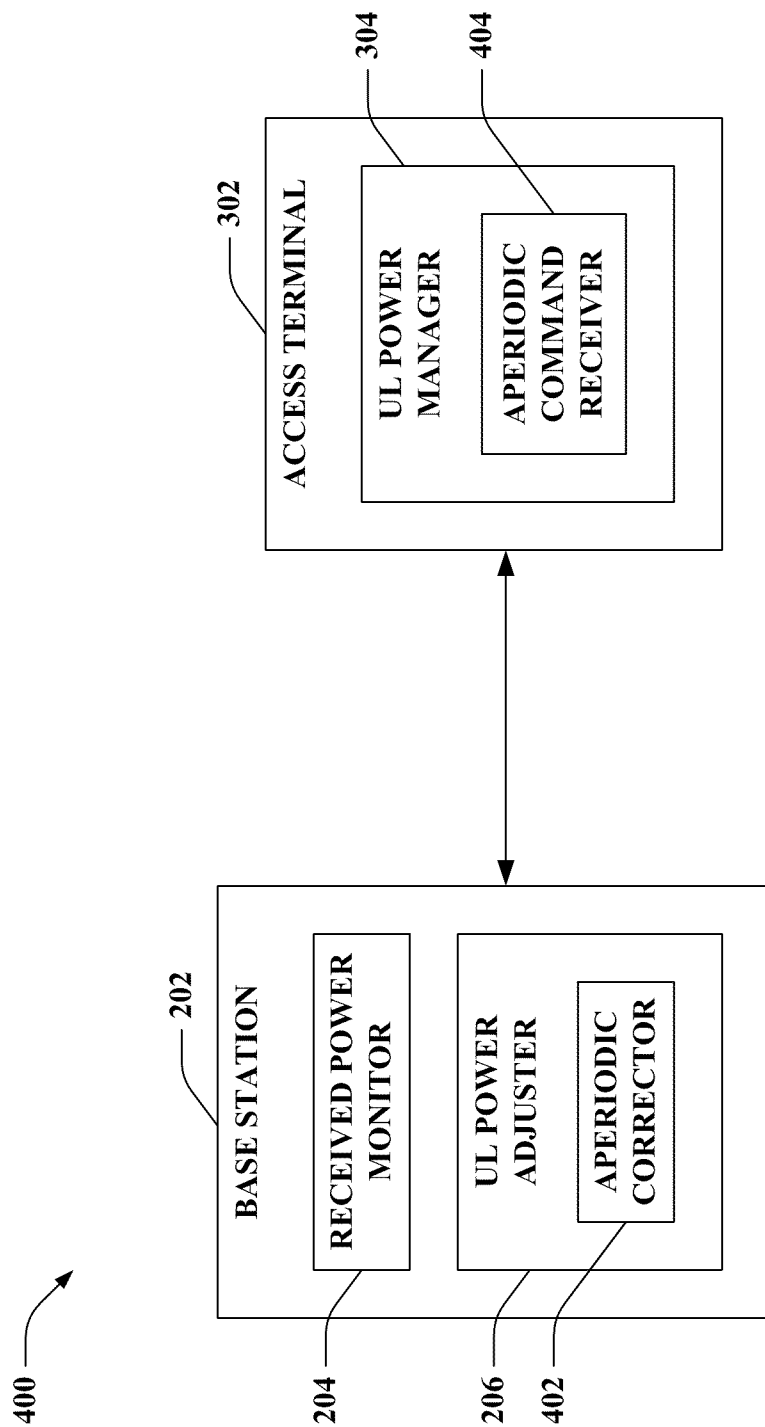 400
BASE STATION
202
RECEIVED POWER
MONITOR
204
UL POWER
ADJUSTER
206
APERIODIC
CORRECTOR
402
ACCESS TERMINAL
302
UL POWER
MANAGER
304
APERIODIC
COMMAND
RECEIVER
404